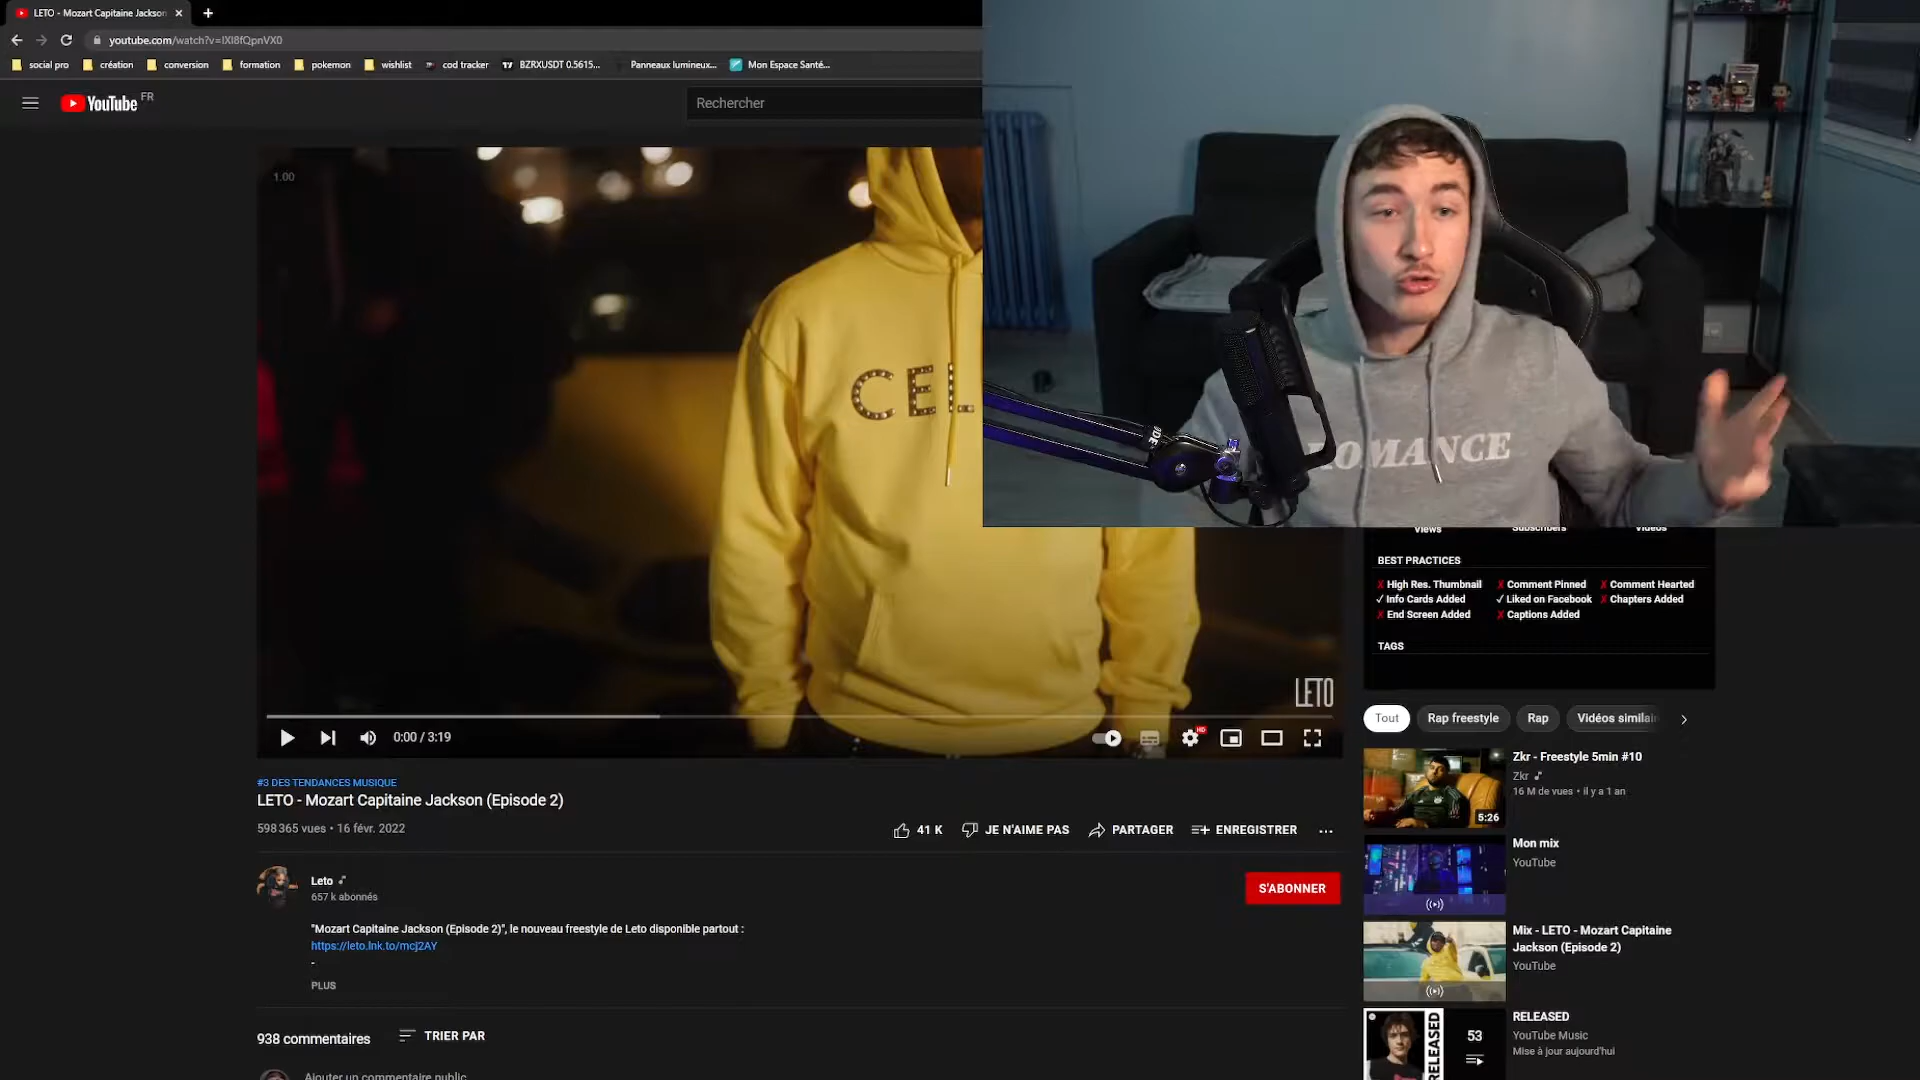 LETO - Mozart Capitaine Jackson
youtube.com/watch?v=lXl8fQpnVX0
social pro
création
conversion
formation
pokemon
wishlist
cod tracker
BZRXUSDT 0.5615...
Panneaux lumineux...
Mon Espace Santé...
YouTube FR
Rechercher
1.00
CEL
ROMANCE
LETO
0:00 / 3:19
HD
Views
Subscribers
Videos
BEST PRACTICES
✗ High Res. Thumbnail ✗ Comment Pinned ✗ Comment Hearted
✓ Info Cards Added ✓ Liked on Facebook ✗ Chapters Added
✗ End Screen Added ✗ Captions Added
TAGS
Tout
Rap freestyle
Rap
Vidéos similai
#3 DES TENDANCES MUSIQUE
LETO - Mozart Capitaine Jackson (Episode 2)
598 365 vues • 16 févr. 2022
41 K
JE N'AIME PAS
PARTAGER
ENREGISTRER
...
Leto
657 k abonnés
S'ABONNER
"Mozart Capitaine Jackson (Episode 2)", le nouveau freestyle de Leto disponible partout :
https://leto.lnk.to/mcj2AY
-
PLUS
938 commentaires
TRIER PAR
Ajouter un commentaire public
Zkr - Freestyle 5min #10
Zkr
16 M de vues • il y a 1 an
5:26
Mon mix
YouTube
Mix - LETO - Mozart Capitaine
Jackson (Episode 2)
YouTube
RELEASED
53
RELEASED
YouTube Music
Mise à jour aujourd'hui